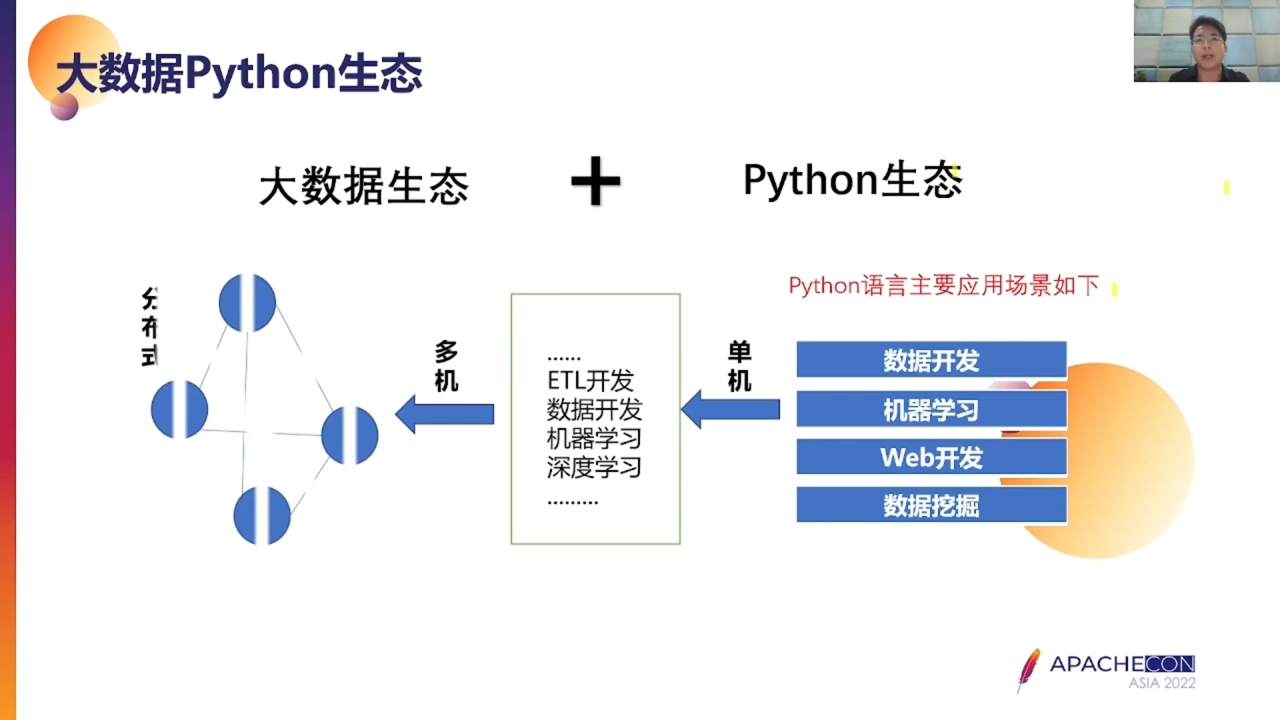 大数据Python生态
大数据生态
+
Python生态
Python语言主要应用场景如下
分布式
多机
......
ETL开发
数据开发
机器学习
深度学习
.........
单机
数据开发
机器学习
Web开发
数据挖掘
APACHECON
ASIA 2022